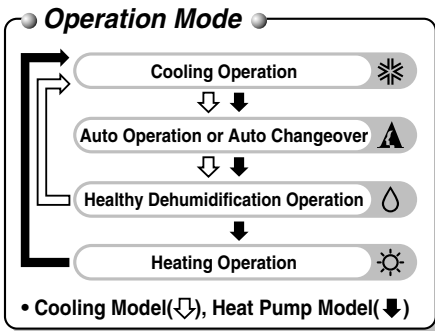 Operation Mode
Cooling Operation
Auto Operation or Auto Changeover
Healthy Dehumidification Operation
Heating Operation
• Cooling Model(⇩), Heat Pump Model(⬇)